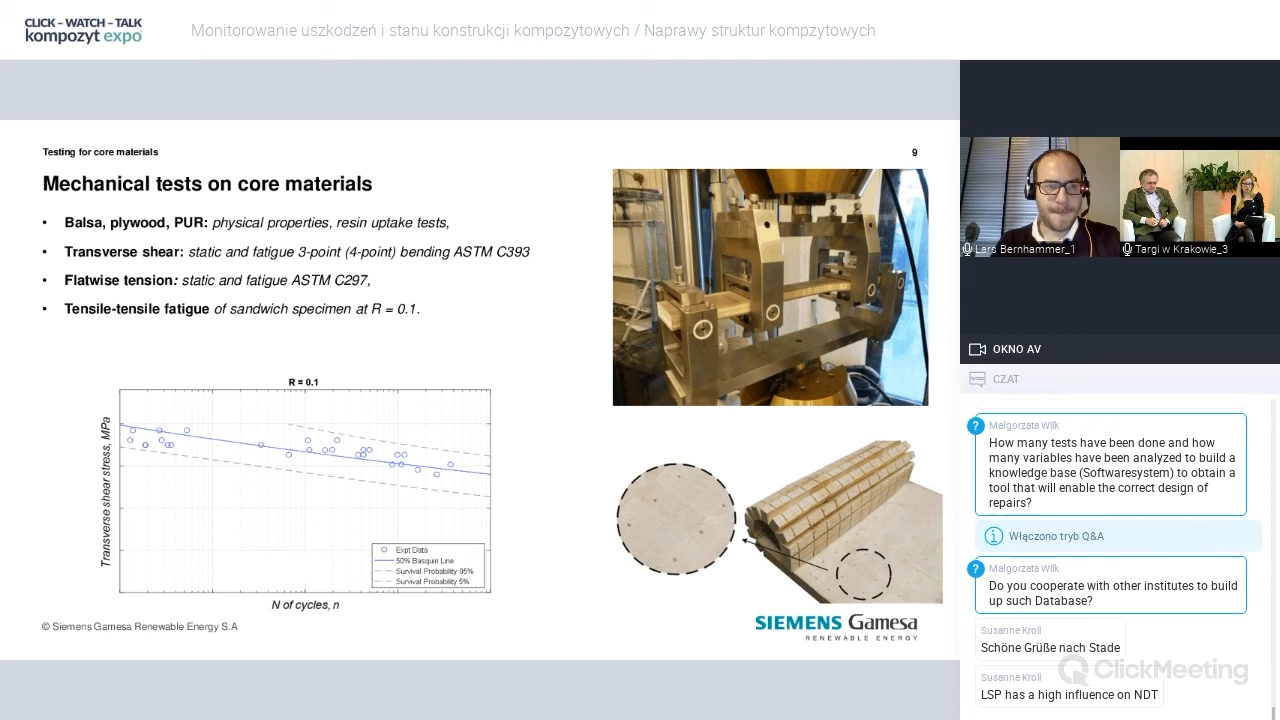 CLICK – WATCH – TALK
kompozyt expo
Monitorowanie uszkodzeń i stanu konstrukcji kompozytowych / Naprawy struktur kompzytowych
Testing for core materials
9
Mechanical tests on core materials
• Balsa, plywood, PUR: physical properties, resin uptake tests,
• Transverse shear: static and fatigue 3-point (4-point) bending ASTM C393
• Flatwise tension: static and fatigue ASTM C297,
• Tensile-tensile fatigue of sandwich specimen at R = 0.1.
R = 0.1
Transverse shear stress, MPa
Expt Data
50% Basquin Line
Survival Probability 95%
Survival Probability 5%
N of cycles, n
© Siemens Gamesa Renewable Energy S.A
SIEMENS Gamesa
RENEWABLE ENERGY
Lars Bernhammer_1
Targi w Krakowie_3
OKNO AV
CZAT
? Małgorzata Wilk
How many tests have been done and how
many variables have been analyzed to build a
knowledge base (Softwaresystem) to obtain a
tool that will enable the correct design of
repairs?
Włączono tryb Q&A
? Małgorzata Wilk
Do you cooperate with other institutes to build
up such Database?
Susanne Kroll
Schöne Grüße nach Stade
Susanne Kroll
LSP has a high influence on NDT
ClickMeeting